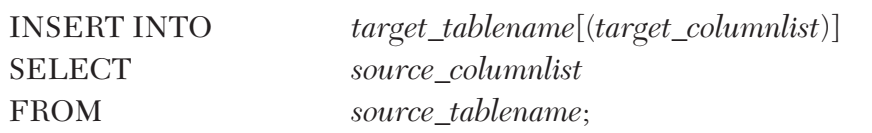 INSERT INTO target_tablename[(target_columnlist)]
SELECT source_columnlist
FROM source_tablename;